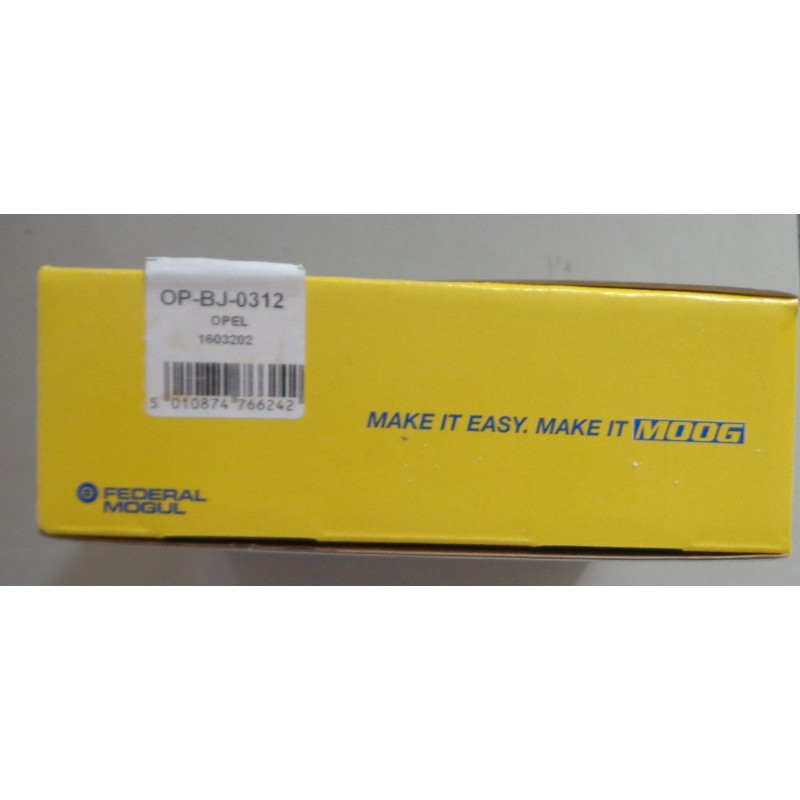 OP-BJ-0312
OPEL
1603202
5 010874 766242
MAKE IT EASY. MAKE IT MOOG
FEDERAL
MOGUL